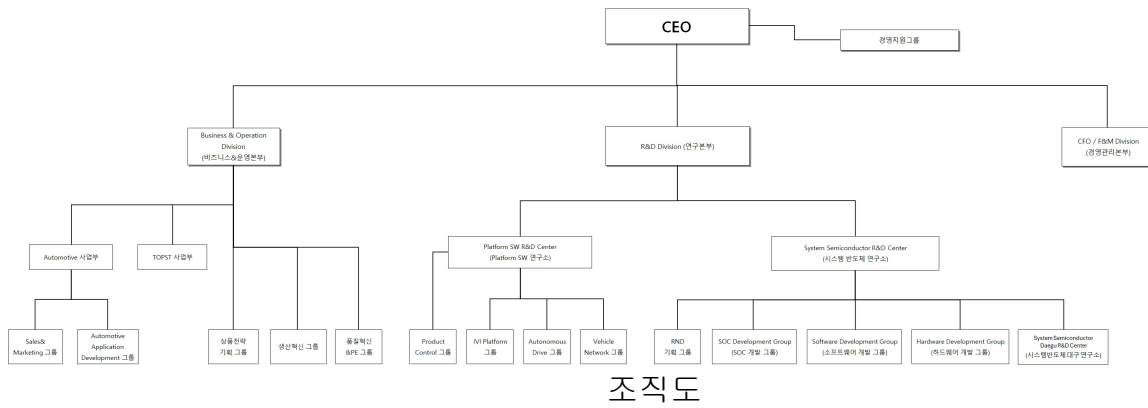 CEO
경영지원그룹
Business & Operation
Division
(비즈니스&운영본부)
R&D Division (연구본부)
CFO / F&M Division
(경영관리본부)
Automotive 사업부
TOPST 사업부
Platform SW R&D Center
(Platform SW 연구소)
System Semiconductor R&D Center
(시스템 반도체 연구소)
Sales&
Marketing 그룹
Automotive
Application
Development 그룹
상품전략
기획 그룹
생산혁신 그룹
품질혁신
&PE 그룹
Product
Control 그룹
IVI Platform
그룹
Autonomous
Drive 그룹
Vehicle
Network 그룹
RND
기획 그룹
SOC Development Group
(SOC 개발 그룹)
Software Development Group
(소프트웨어 개발 그룹)
Hardware Development Group
(하드웨어 개발 그룹)
System Semiconductor
Daegu R&D Center
(시스템반도체 대구 연구소)
조직도